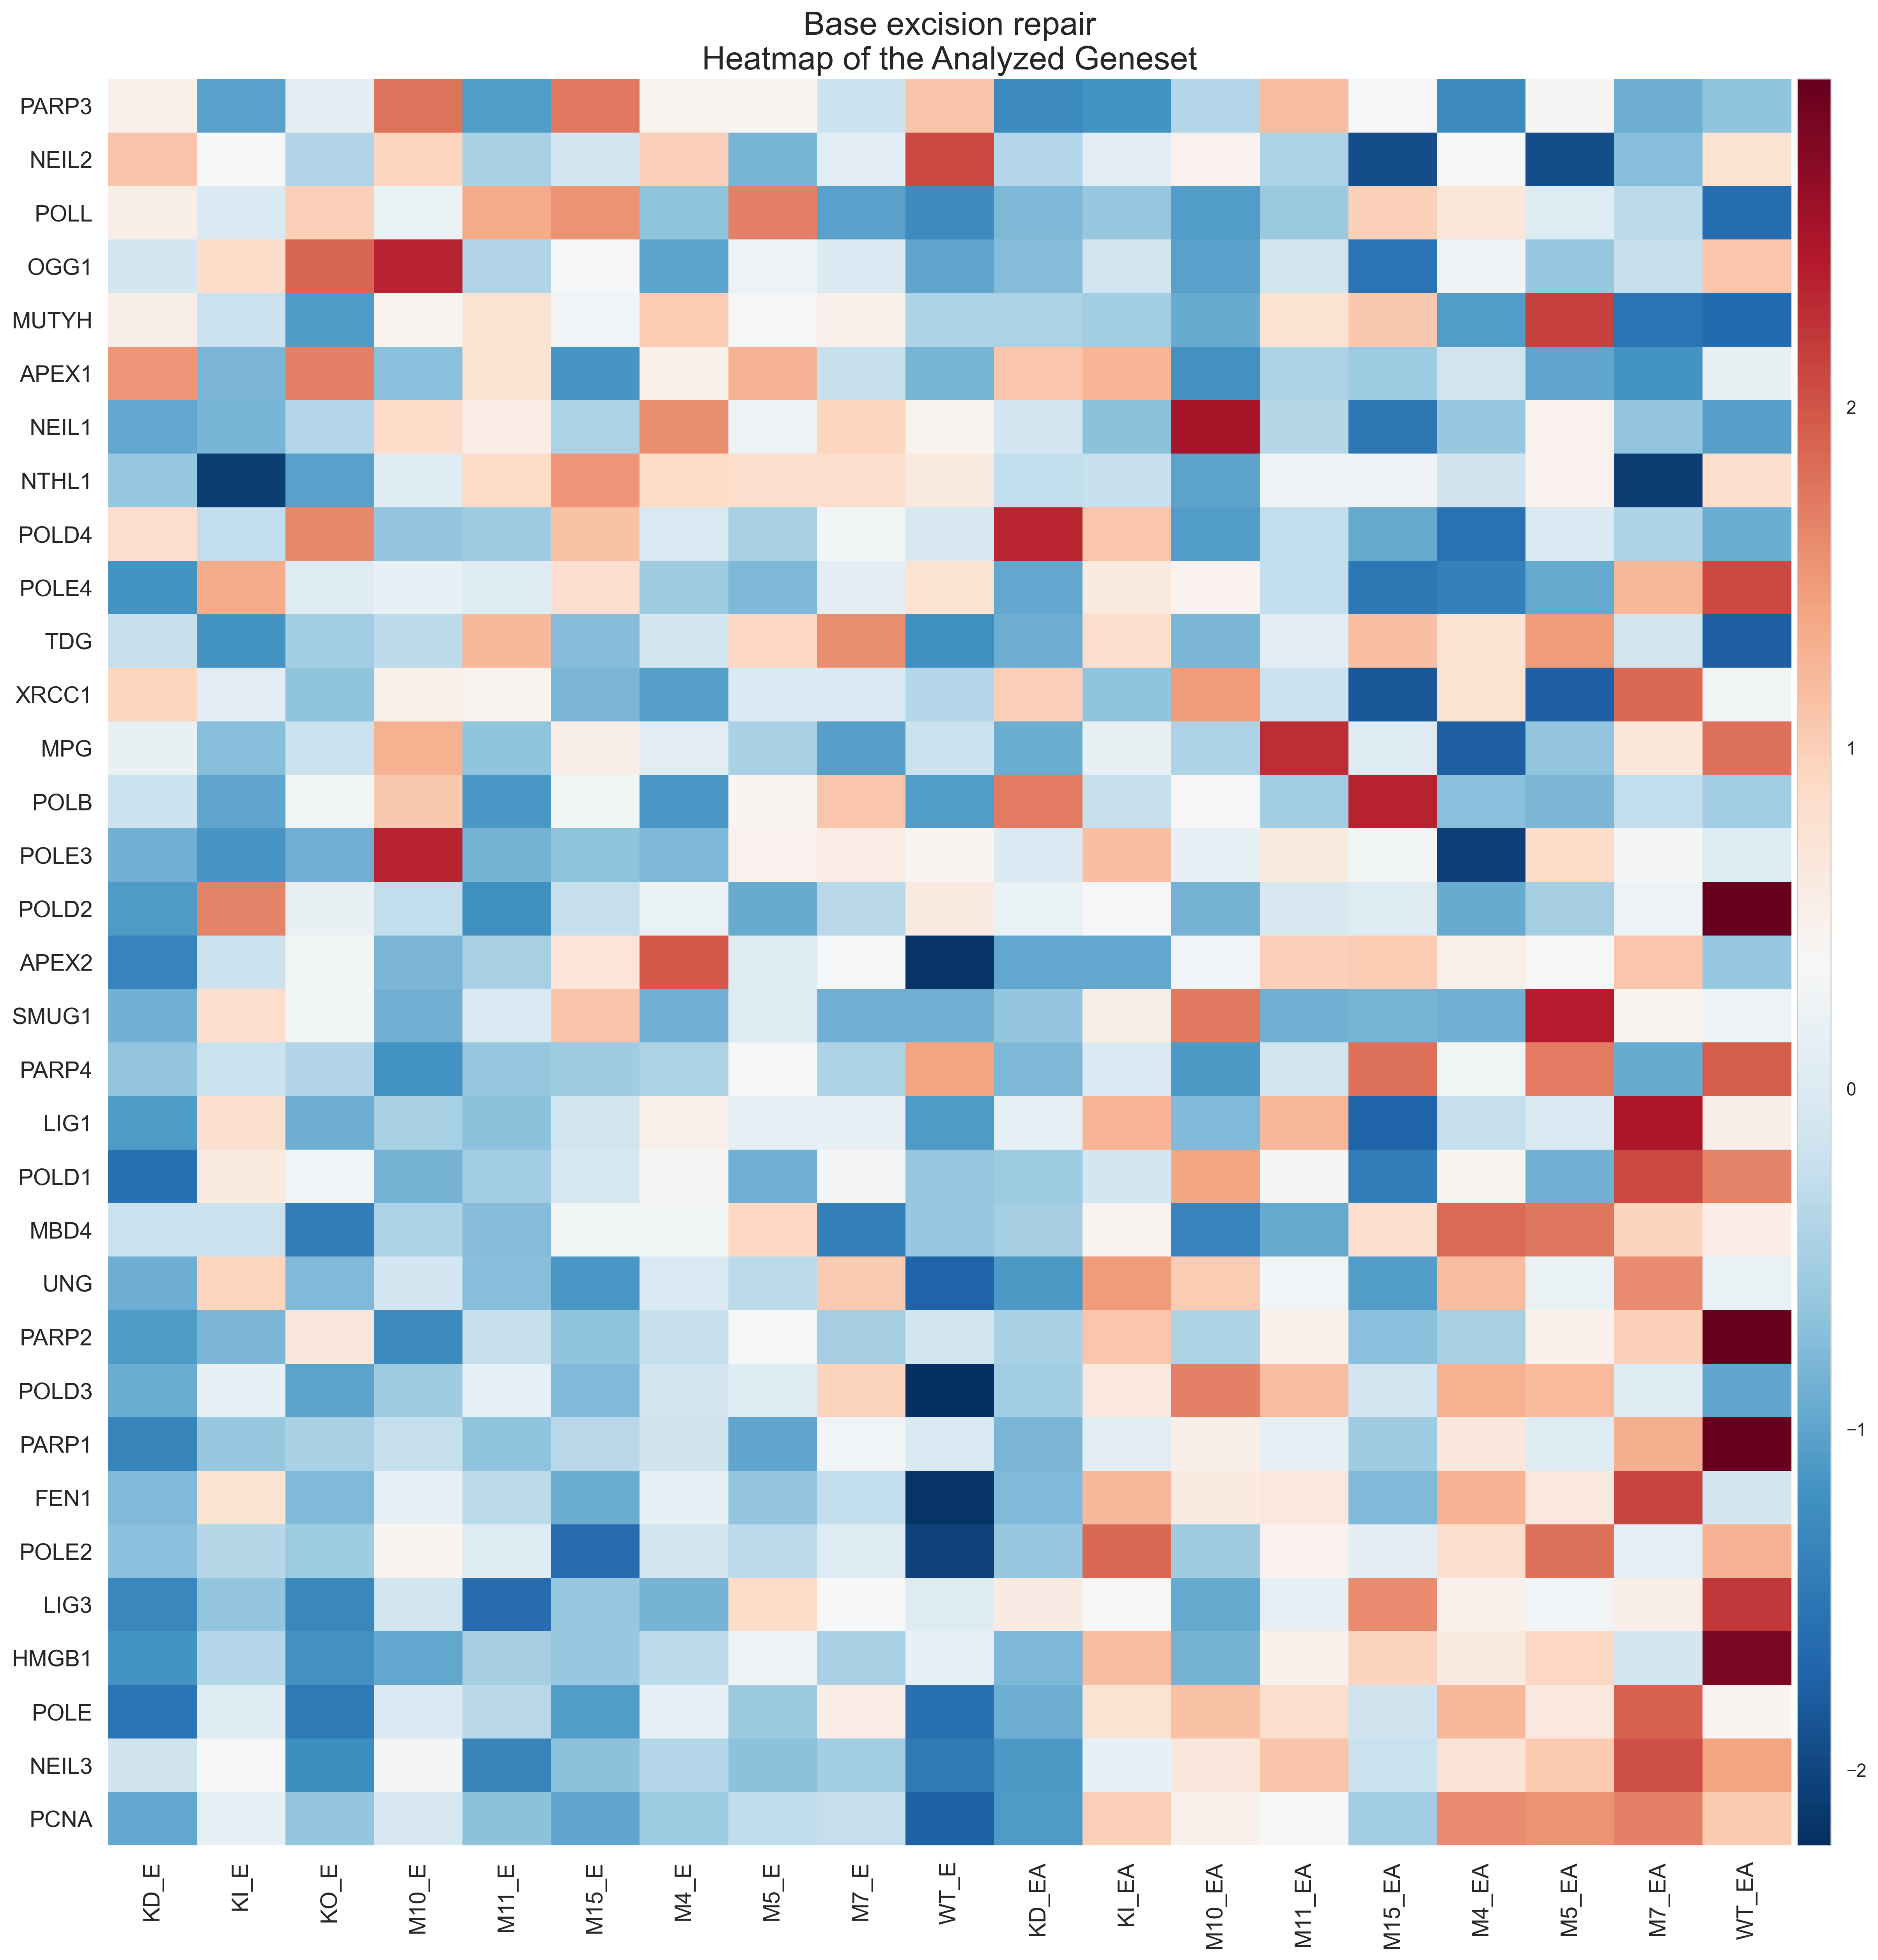 Base excision repair
Heatmap of the Analyzed Geneset
PARP3
NEIL2
POLL
OGG1
MUTYH
APEX1
NEIL1
NTHL1
POLD4
POLE4
TDG
XRCC1
MPG
POLB
POLE3
POLD2
APEX2
SMUG1
PARP4
LIG1
POLD1
MBD4
UNG
PARP2
POLD3
PARP1
FEN1
POLE2
LIG3
HMGB1
POLE
NEIL3
PCNA
2
1
0
−1
−2
KD_E
KI_E
KO_E
M10_E
M11_E
M15_E
M4_E
M5_E
M7_E
WT_E
KD_EA
KI_EA
M10_EA
M11_EA
M15_EA
M4_EA
M5_EA
M7_EA
WT_EA